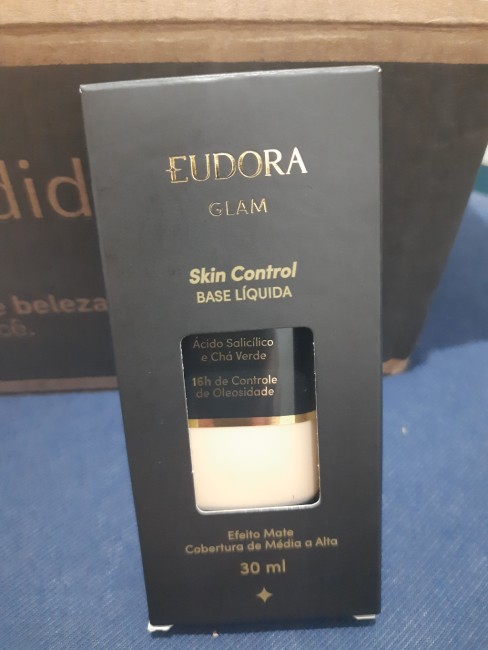 EUDORA
GLAM
Skin Control
BASE LÍQUIDA
Ácido Salicílico
e Chá Verde
16h de Controle
de Oleosidade
Efeito Mate
Cobertura de Média a Alta
30 ml
did
e beleza
cê.